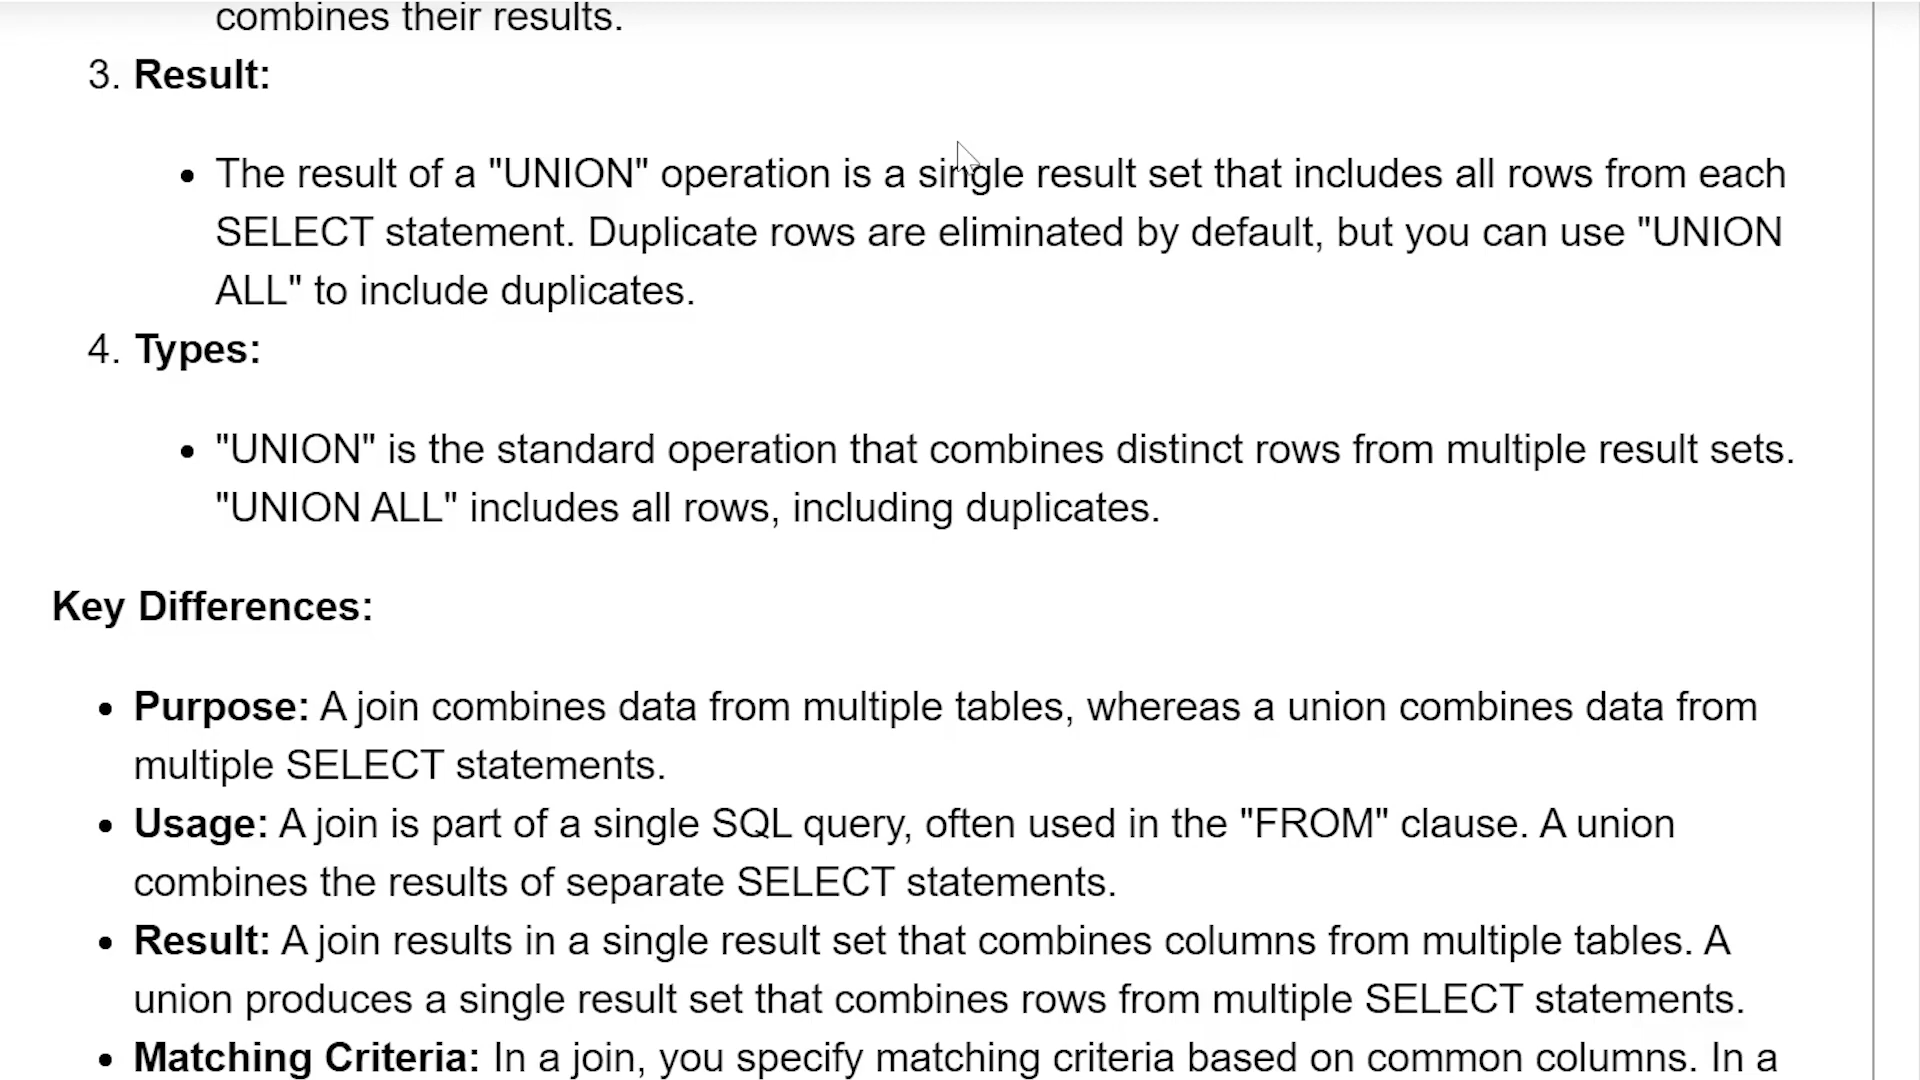 combines their results.
3. Result:
• The result of a "UNION" operation is a single result set that includes all rows from each
SELECT statement. Duplicate rows are eliminated by default, but you can use "UNION
ALL" to include duplicates.
4. Types:
• "UNION" is the standard operation that combines distinct rows from multiple result sets.
"UNION ALL" includes all rows, including duplicates.
Key Differences:
• Purpose: A join combines data from multiple tables, whereas a union combines data from
multiple SELECT statements.
• Usage: A join is part of a single SQL query, often used in the "FROM" clause. A union
combines the results of separate SELECT statements.
• Result: A join results in a single result set that combines columns from multiple tables. A
union produces a single result set that combines rows from multiple SELECT statements.
• Matching Criteria: In a join, you specify matching criteria based on common columns. In a